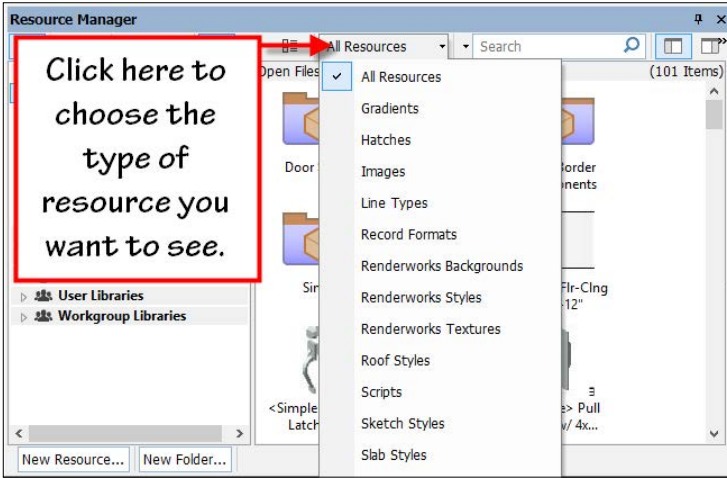 Resource Manager
All Resources
Search
Click here to
choose the
type of
resource you
want to see.
Open Files
(101 Items)
All Resources
Gradients
Hatches
Images
Line Types
Record Formats
Renderworks Backgrounds
Renderworks Styles
Renderworks Textures
Roof Styles
Scripts
Sketch Styles
Slab Styles
Door
Border
Flr-Clng
-12"
User Libraries
Workgroup Libraries
<Simple
Latch
Pull
w/ 4x...
New Resource...
New Folder...